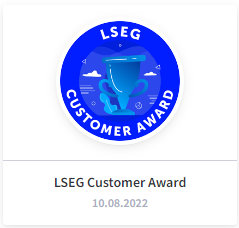 LSEG
CUSTOMER AWARD
LSEG Customer Award
10.08.2022